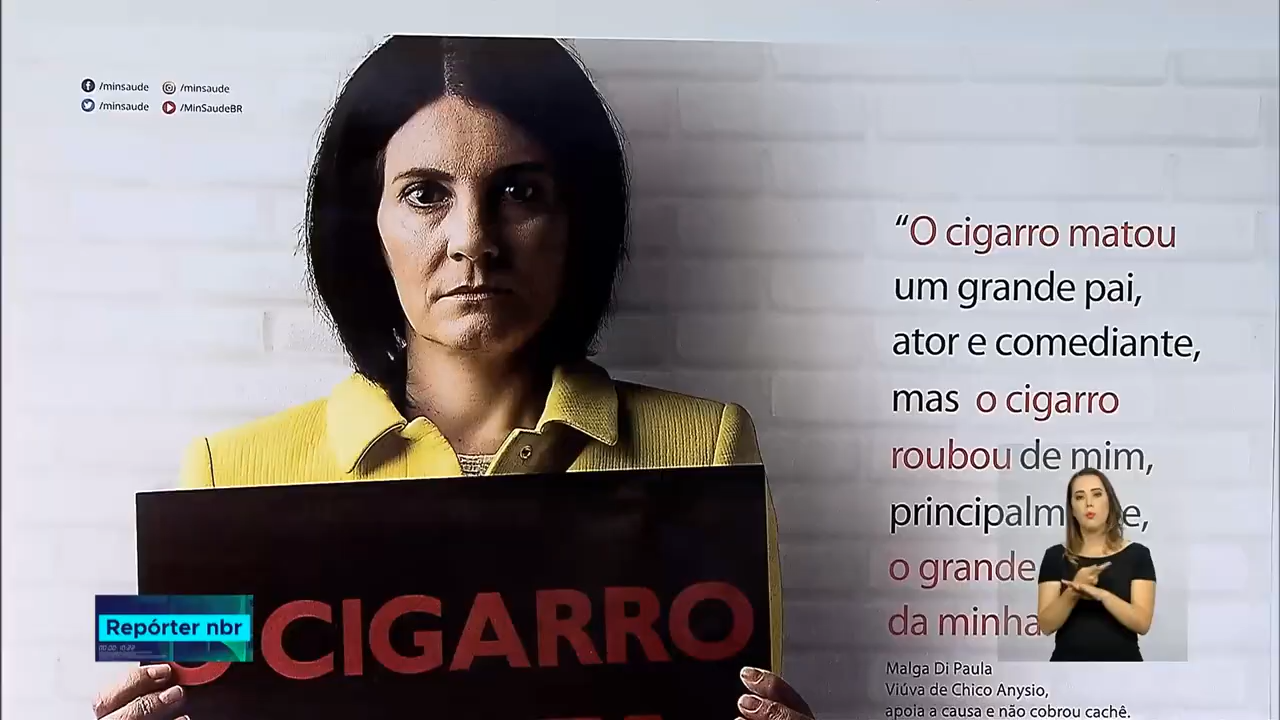 /minsaude /minsaude
/minsaude /MinSaudeBR
“O cigarro matou
um grande pai,
ator e comediante,
mas o cigarro
roubou de mim,
o grande
da minha
Malga Di Paula
Viúva de Chico Anysio,
apoia a causa e não cobrou cachê.
O CIGARRO
Repórter nbr